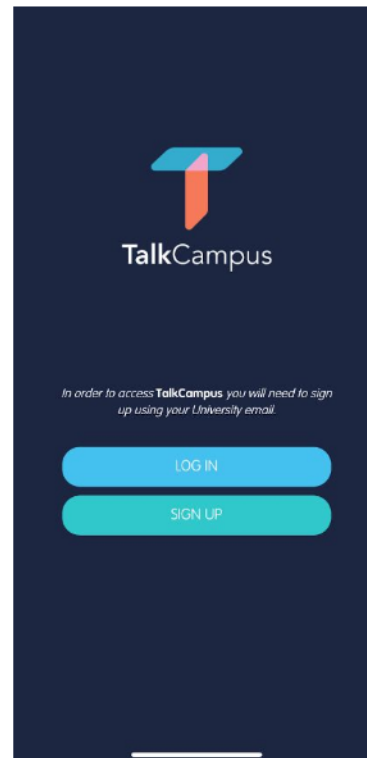 TalkCampus
In order to access TalkCampus you will need to sign
up using your University email.
LOG IN
SIGN UP